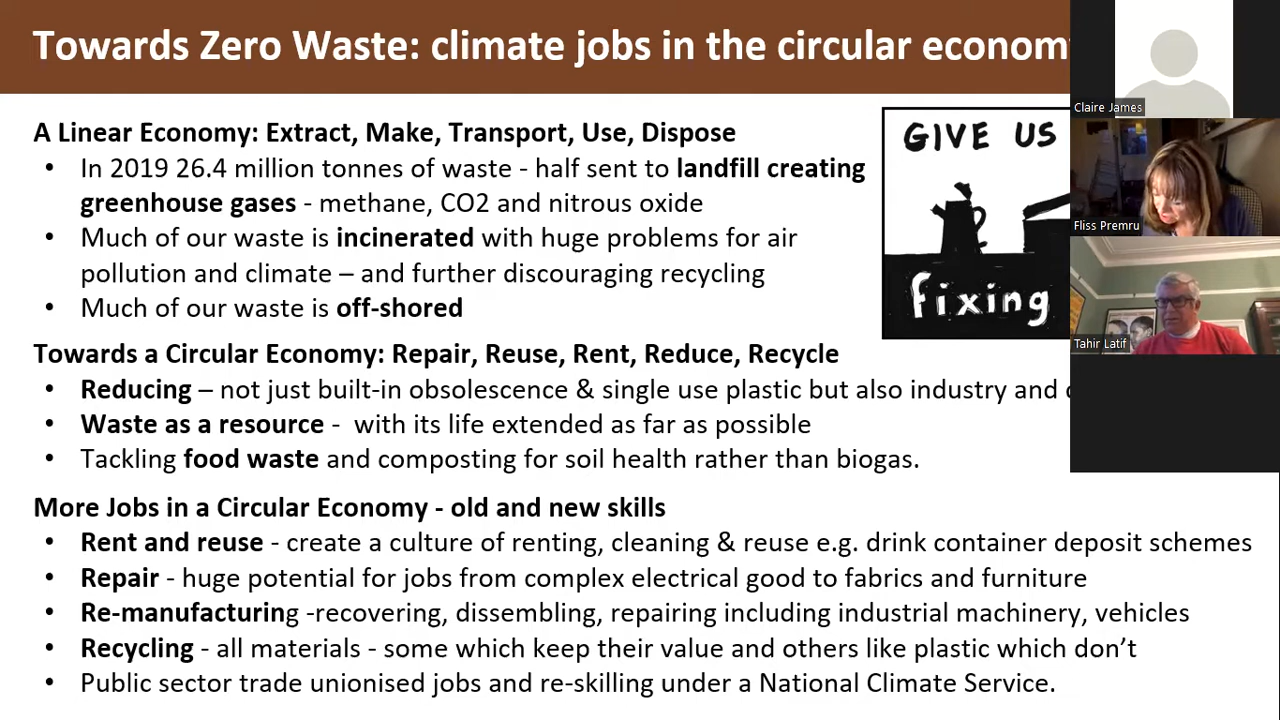 Towards Zero Waste: climate jobs in the circular econom
Claire James
A Linear Economy: Extract, Make, Transport, Use, Dispose
• In 2019 26.4 million tonnes of waste - half sent to landfill creating
greenhouse gases - methane, CO2 and nitrous oxide
• Much of our waste is incinerated with huge problems for air
pollution and climate – and further discouraging recycling
• Much of our waste is off-shored
GIVE US
fixing
Fliss Premru
Tahir Latif
Towards a Circular Economy: Repair, Reuse, Rent, Reduce, Recycle
• Reducing – not just built-in obsolescence & single use plastic but also industry and
• Waste as a resource - with its life extended as far as possible
• Tackling food waste and composting for soil health rather than biogas.
More Jobs in a Circular Economy - old and new skills
• Rent and reuse - create a culture of renting, cleaning & reuse e.g. drink container deposit schemes
• Repair - huge potential for jobs from complex electrical good to fabrics and furniture
• Re-manufacturing -recovering, dissembling, repairing including industrial machinery, vehicles
• Recycling - all materials - some which keep their value and others like plastic which don’t
• Public sector trade unionised jobs and re-skilling under a National Climate Service.